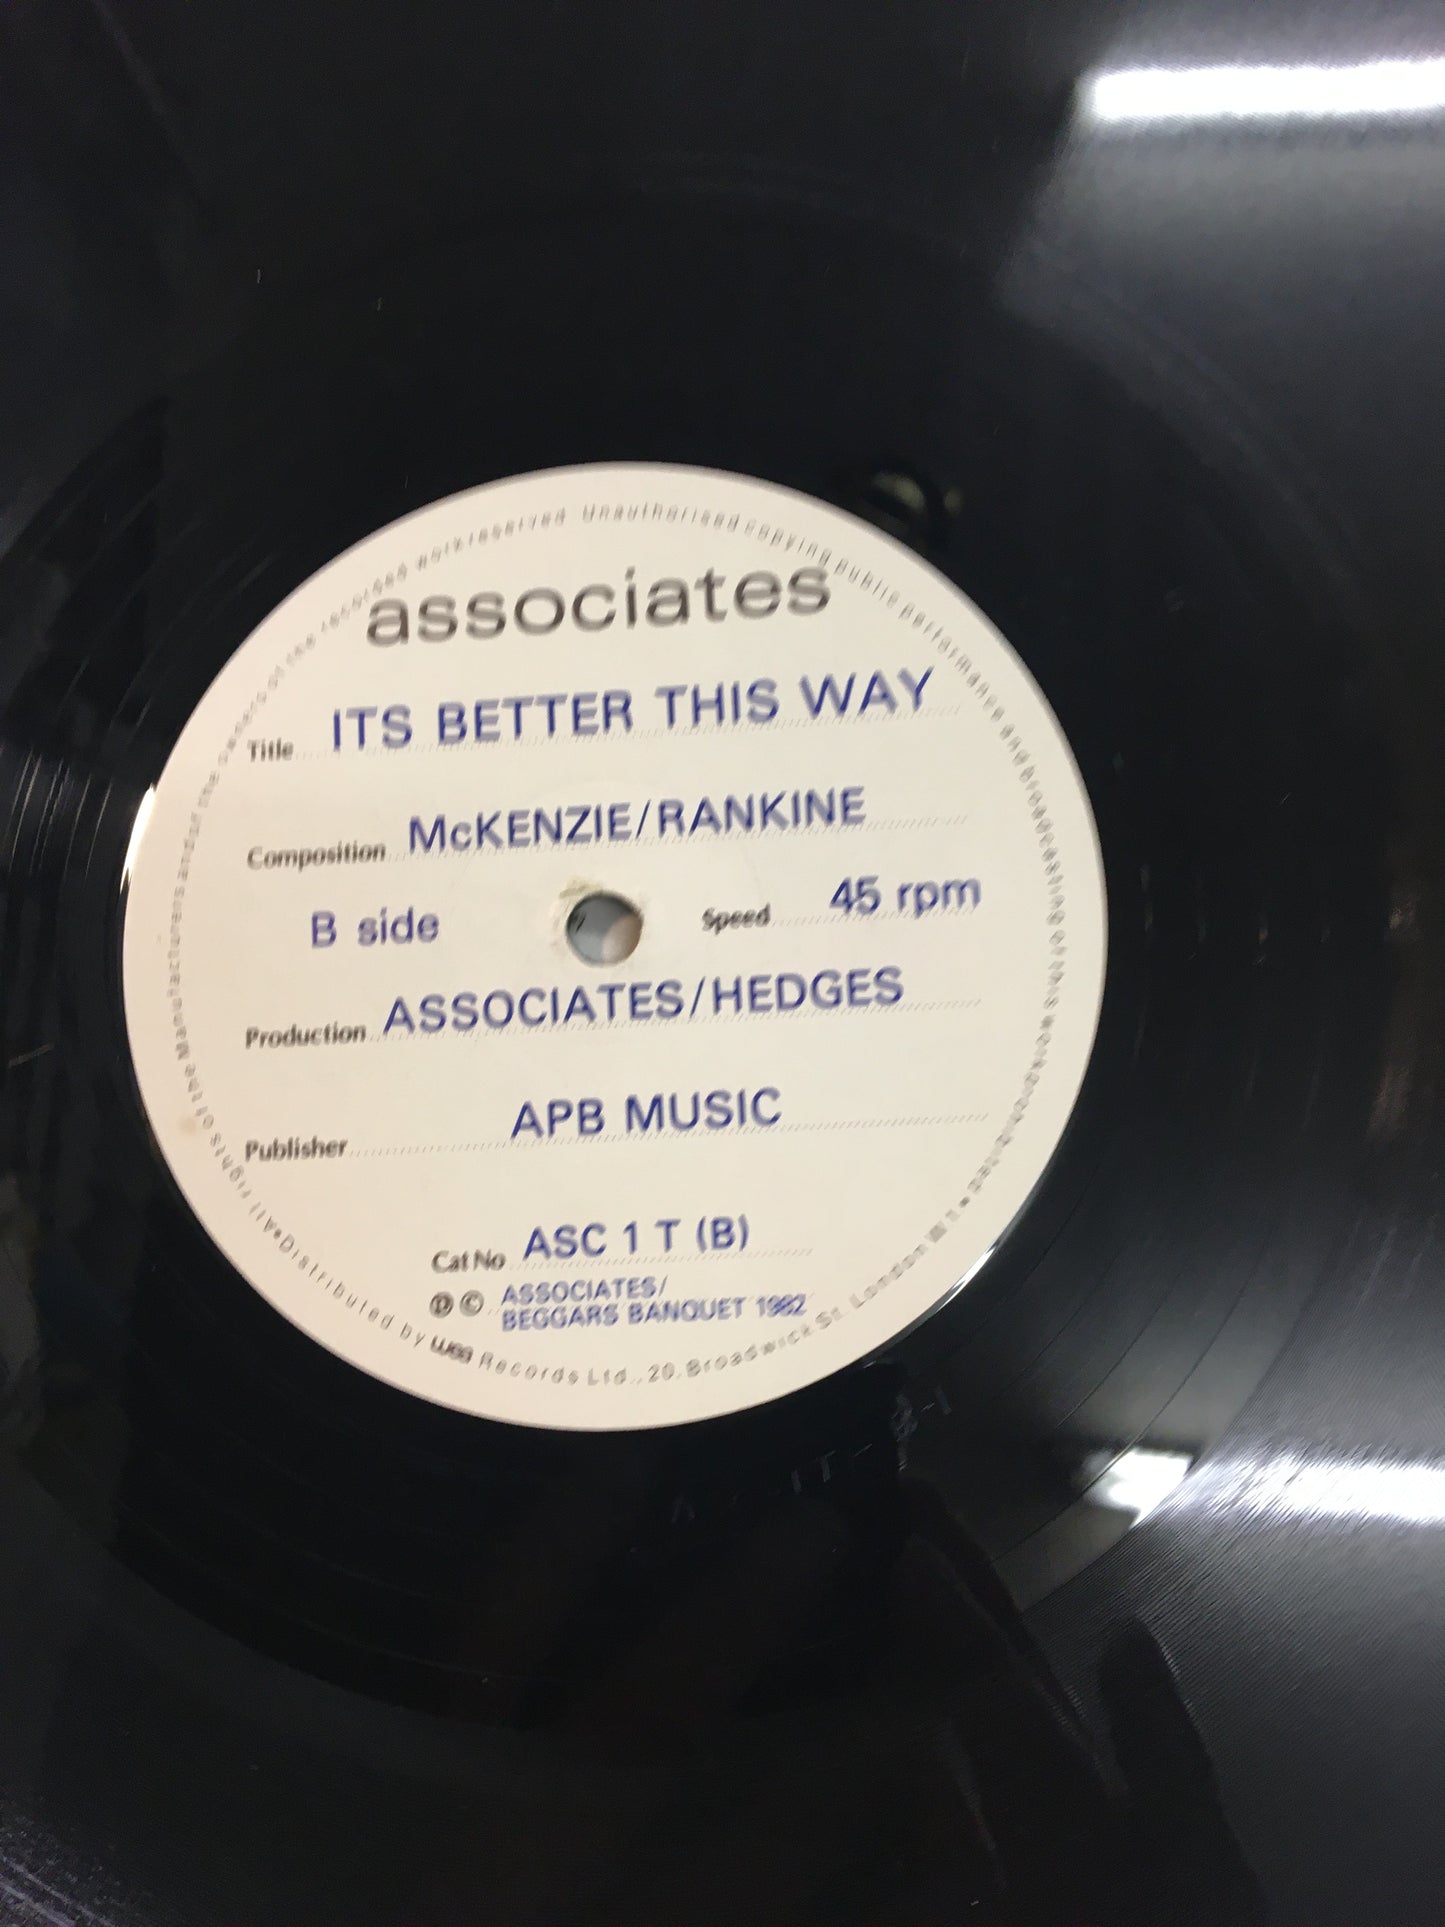 associates
Title ITS BETTER THIS WAY
Composition McKENZIE/RANKINE
B side Speed 45 rpm
Production ASSOCIATES/HEDGES
Publisher APB MUSIC
Cat No ASC 1 T (B)
Ⓟ © ASSOCIATES/
BEGGARS BANQUET 1982
All rights of the Manufacturers and of the Owners of the recorded work reserved Unauthorised copying public performance and broadcasting of this work prohibited • Distributed by wea Records Ltd., 20, Broadwick St. London W 1 •